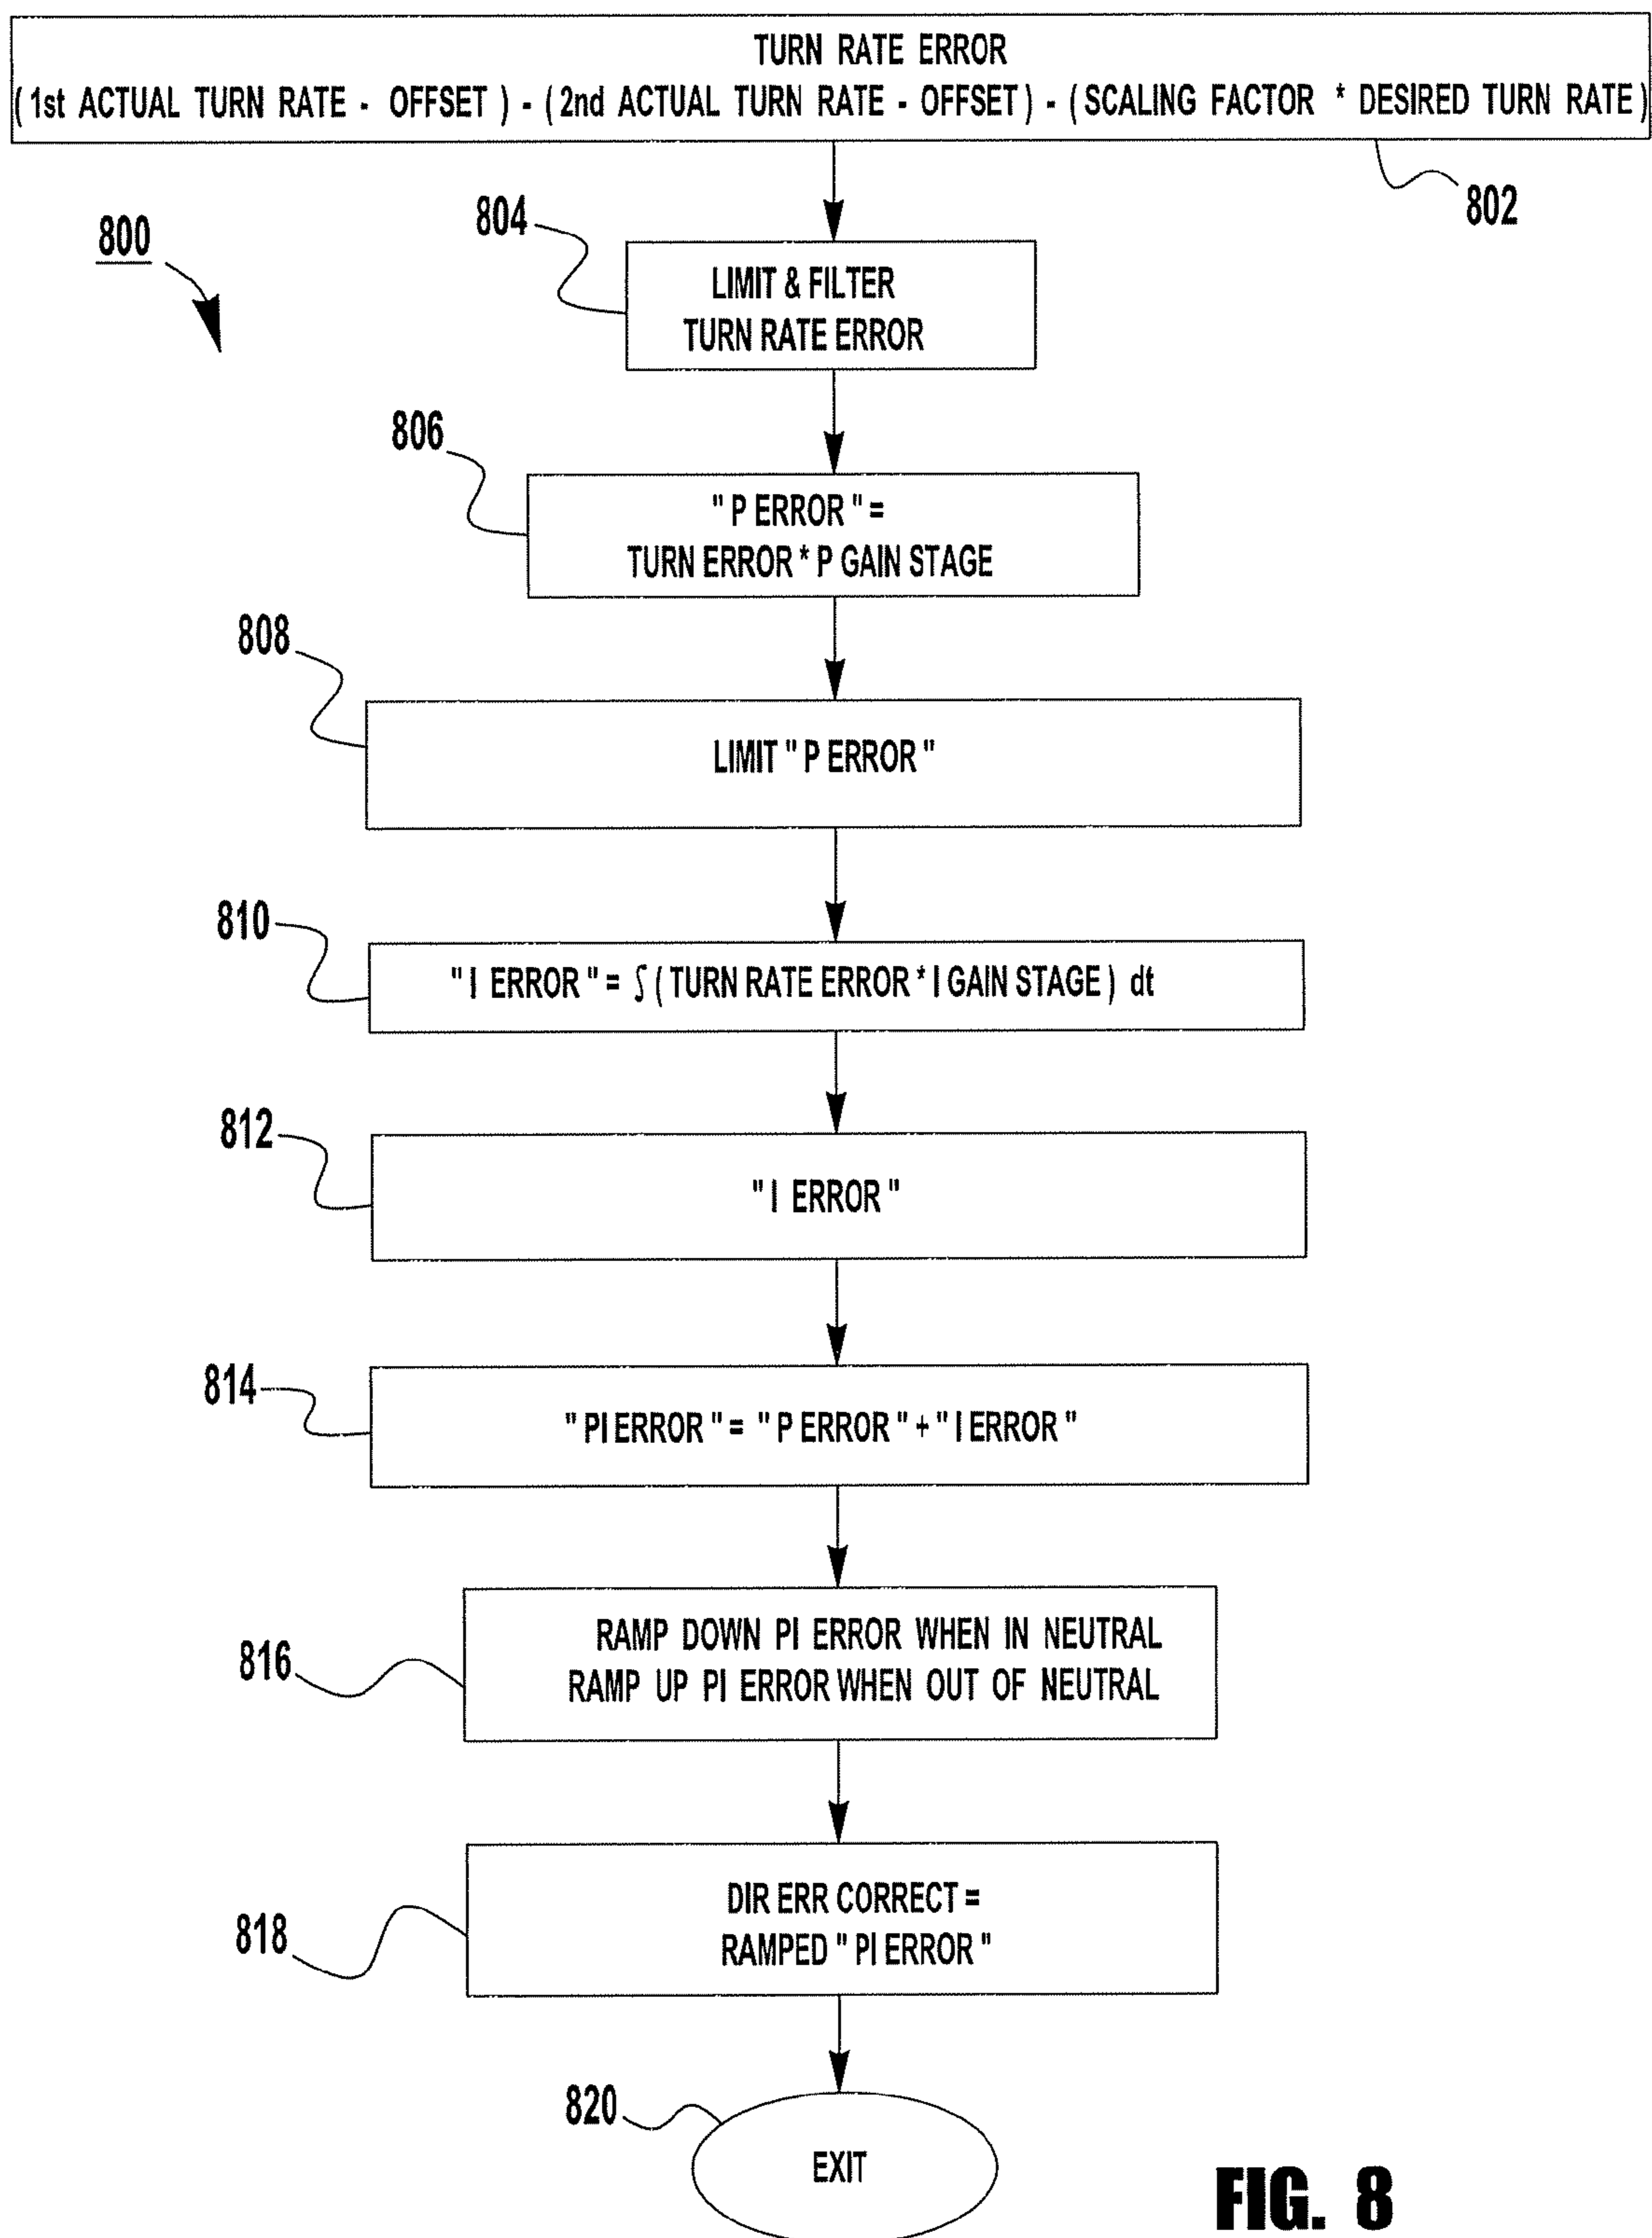 TURN RATE ERROR
(1st ACTUAL TURN RATE - OFFSET) - (2nd ACTUAL TURN RATE - OFFSET) - (SCALING FACTOR * DESIRED TURN RATE)
802
800
804
LIMIT & FILTER
TURN RATE ERROR
806
"P ERROR" =
TURN ERROR * P GAIN STAGE
808
LIMIT "P ERROR"
810
"I ERROR" = ∫(TURN RATE ERROR * I GAIN STAGE) dt
812
"I ERROR"
814
"PI ERROR" = "P ERROR" + "I ERROR"
816
RAMP DOWN PI ERROR WHEN IN NEUTRAL
RAMP UP PI ERROR WHEN OUT OF NEUTRAL
818
DIR ERR CORRECT =
RAMPED "PI ERROR"
820
EXIT
FIG. 8